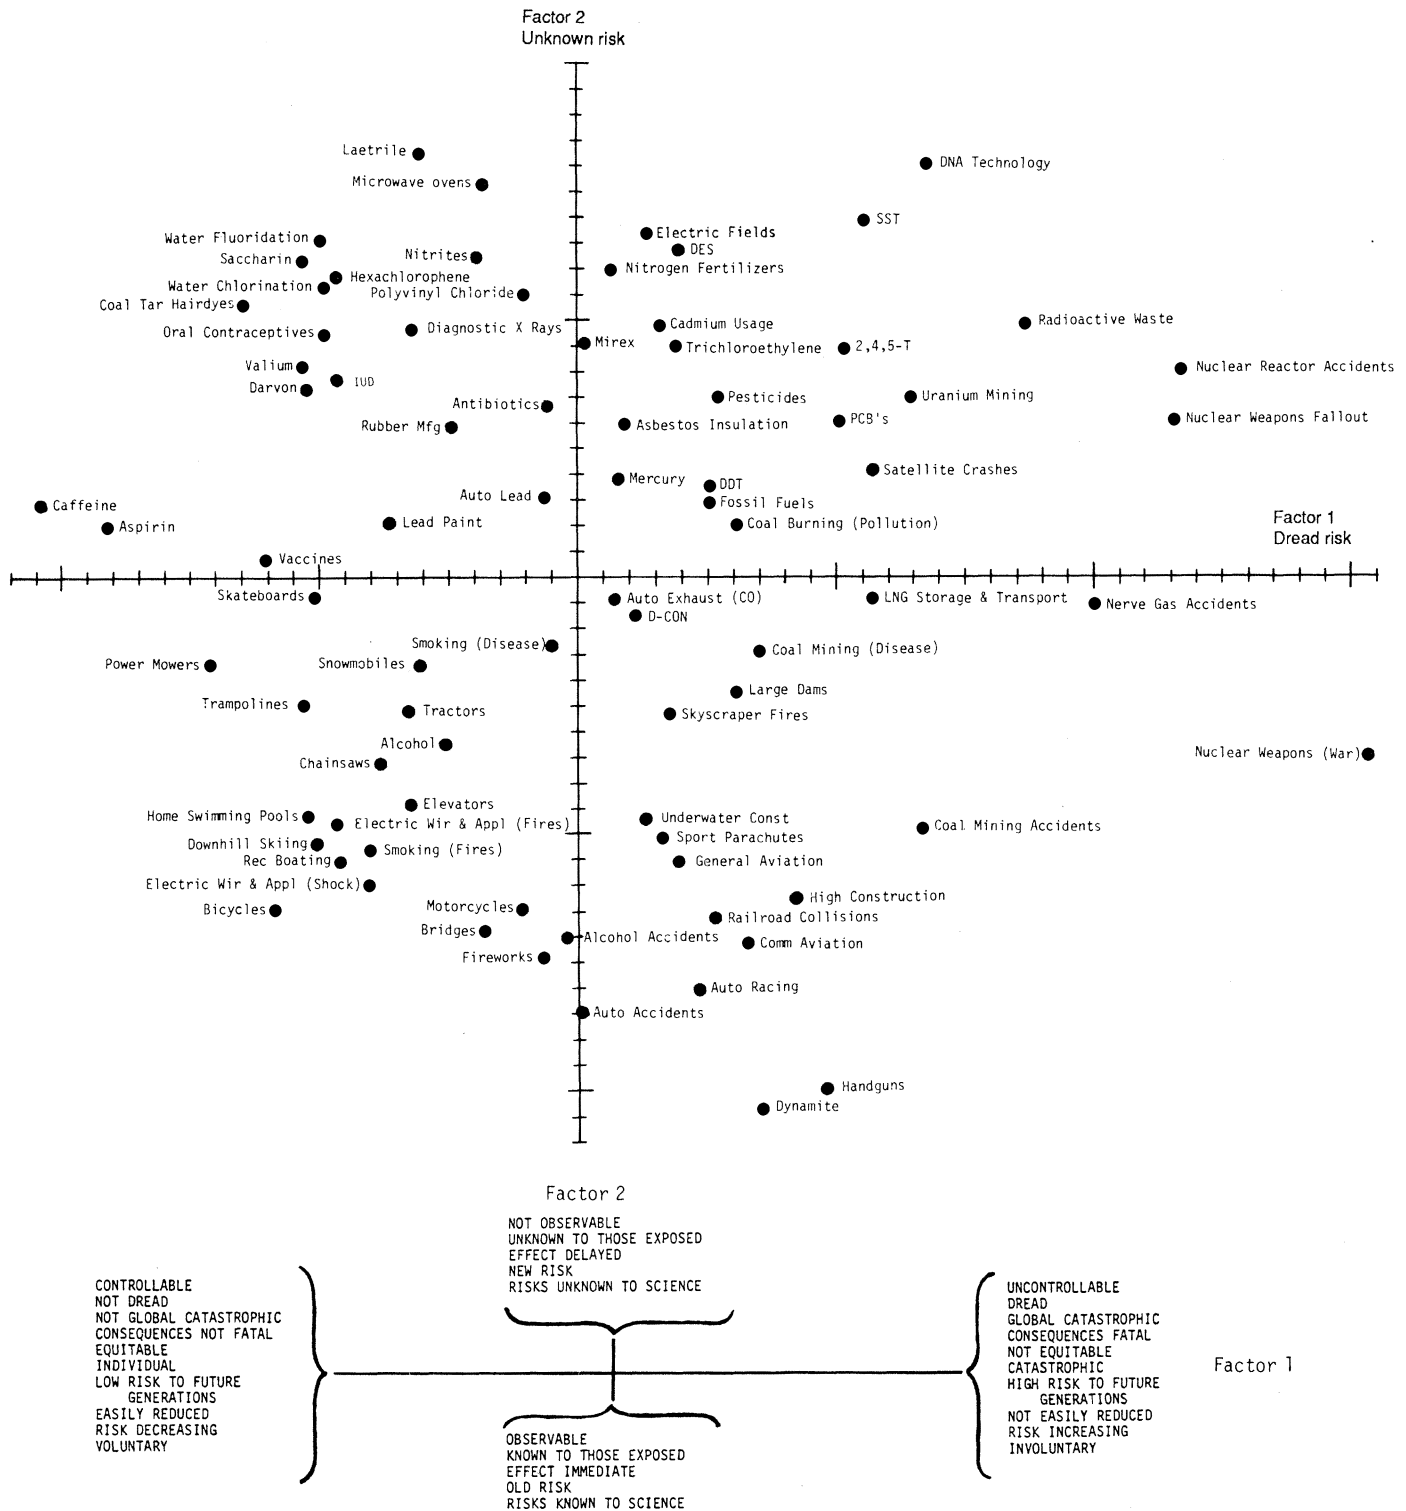 Factor 2
Unknown risk
Laetrile
DNA Technology
Microwave ovens
SST
Water Fluoridation
Electric Fields
DES
Nitrites
Saccharin
Nitrogen Fertilizers
Hexachlorophene
Water Chlorination
Polyvinyl Chloride
Coal Tar Hairdyes
Radioactive Waste
Oral Contraceptives
Diagnostic X Rays
Cadmium Usage
Mirex
Trichloroethylene
2,4,5-T
Valium
Nuclear Reactor Accidents
IUD
Darvon
Pesticides
Uranium Mining
Antibiotics
Nuclear Weapons Fallout
PCB's
Rubber Mfg
Asbestos Insulation
Satellite Crashes
Mercury
DDT
Auto Lead
Fossil Fuels
Caffeine
Lead Paint
Coal Burning (Pollution)
Aspirin
Factor 1
Dread risk
Vaccines
Skateboards
Auto Exhaust (CO)
LNG Storage & Transport
Nerve Gas Accidents
D-CON
Smoking (Disease)
Coal Mining (Disease)
Power Mowers
Snowmobiles
Large Dams
Trampolines
Tractors
Skyscraper Fires
Alcohol
Nuclear Weapons (War)
Chainsaws
Elevators
Home Swimming Pools
Underwater Const
Electric Wir & Appl (Fires)
Coal Mining Accidents
Sport Parachutes
Downhill Skiing
Smoking (Fires)
Rec Boating
General Aviation
Electric Wir & Appl (Shock)
High Construction
Bicycles
Motorcycles
Railroad Collisions
Bridges
Alcohol Accidents
Comm Aviation
Fireworks
Auto Racing
Auto Accidents
Handguns
Dynamite
Factor 2
NOT OBSERVABLE
UNKNOWN TO THOSE EXPOSED
EFFECT DELAYED
NEW RISK
RISKS UNKNOWN TO SCIENCE
CONTROLLABLE
NOT DREAD
NOT GLOBAL CATASTROPHIC
CONSEQUENCES NOT FATAL
EQUITABLE
INDIVIDUAL
LOW RISK TO FUTURE
GENERATIONS
EASILY REDUCED
RISK DECREASING
VOLUNTARY
UNCONTROLLABLE
DREAD
GLOBAL CATASTROPHIC
CONSEQUENCES FATAL
NOT EQUITABLE
CATASTROPHIC
HIGH RISK TO FUTURE
GENERATIONS
NOT EASILY REDUCED
RISK INCREASING
INVOLUNTARY
Factor 1
OBSERVABLE
KNOWN TO THOSE EXPOSED
EFFECT IMMEDIATE
OLD RISK
RISKS KNOWN TO SCIENCE